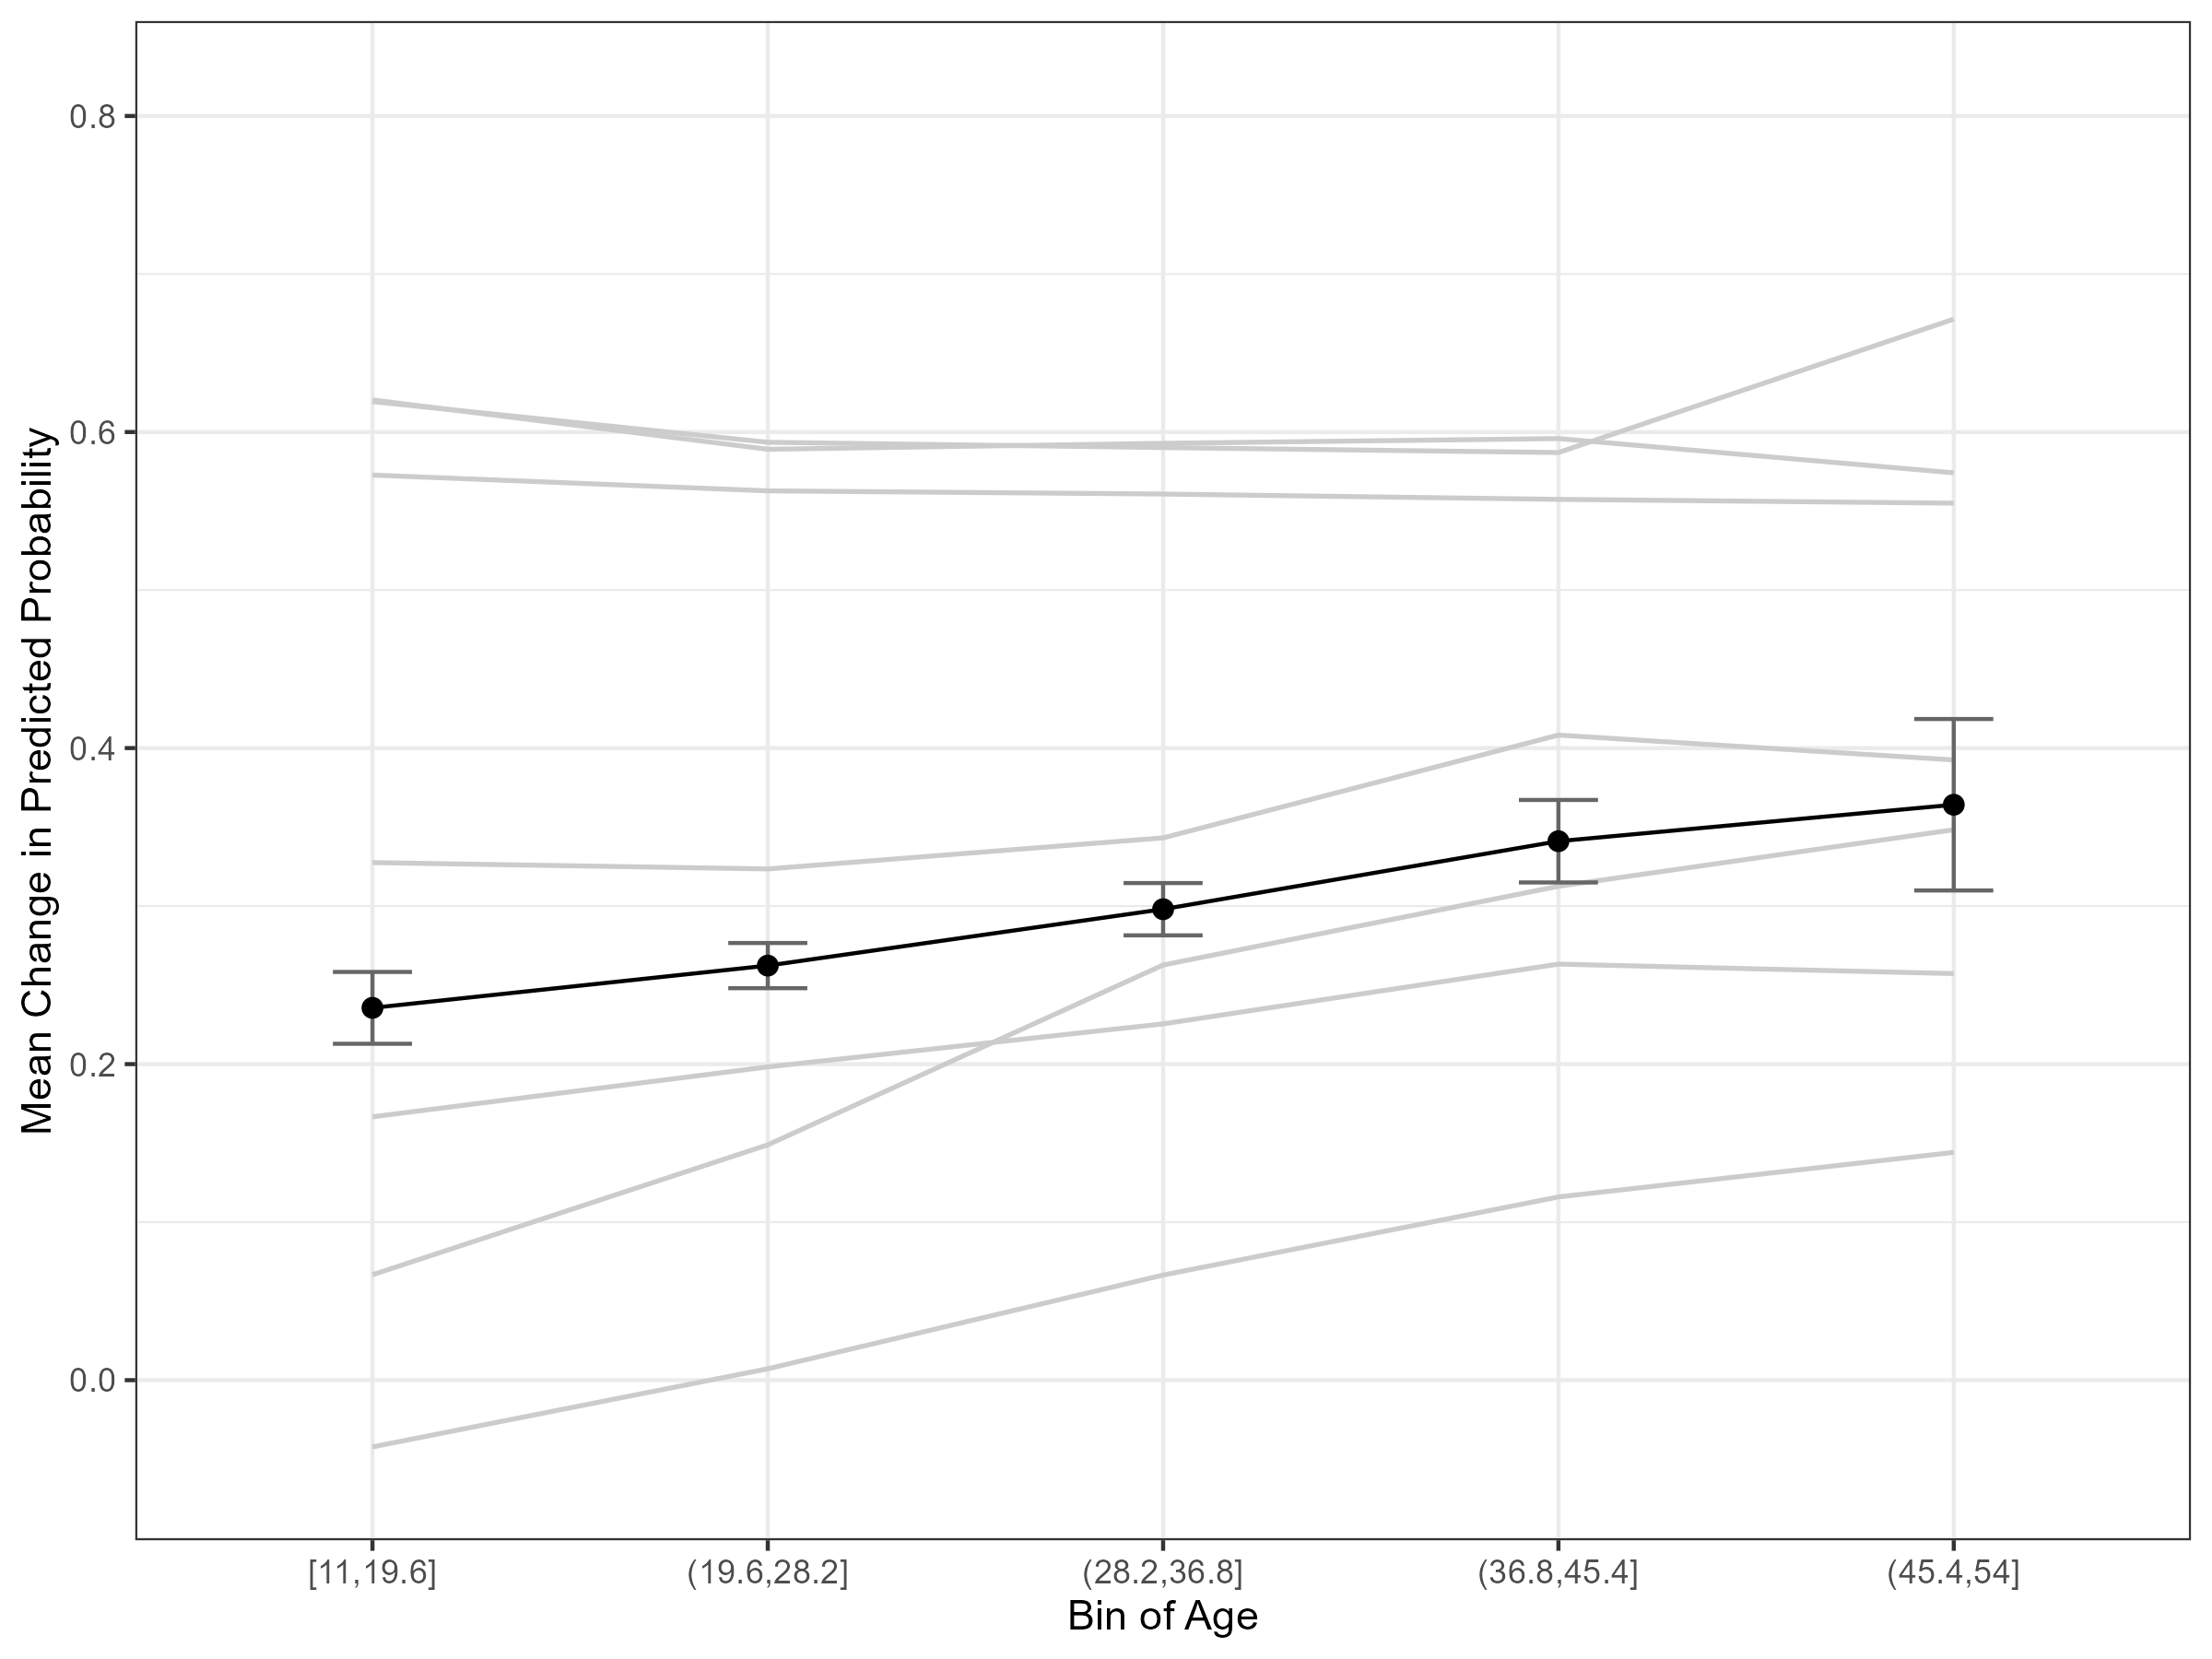 Mean Change in Predicted Probability
0.8
0.6
0.4
0.2
0.0
[11,19.6] (19.6,28.2] (28.2,36.8] (36.8,45.4] (45.4,54]
Bin of Age